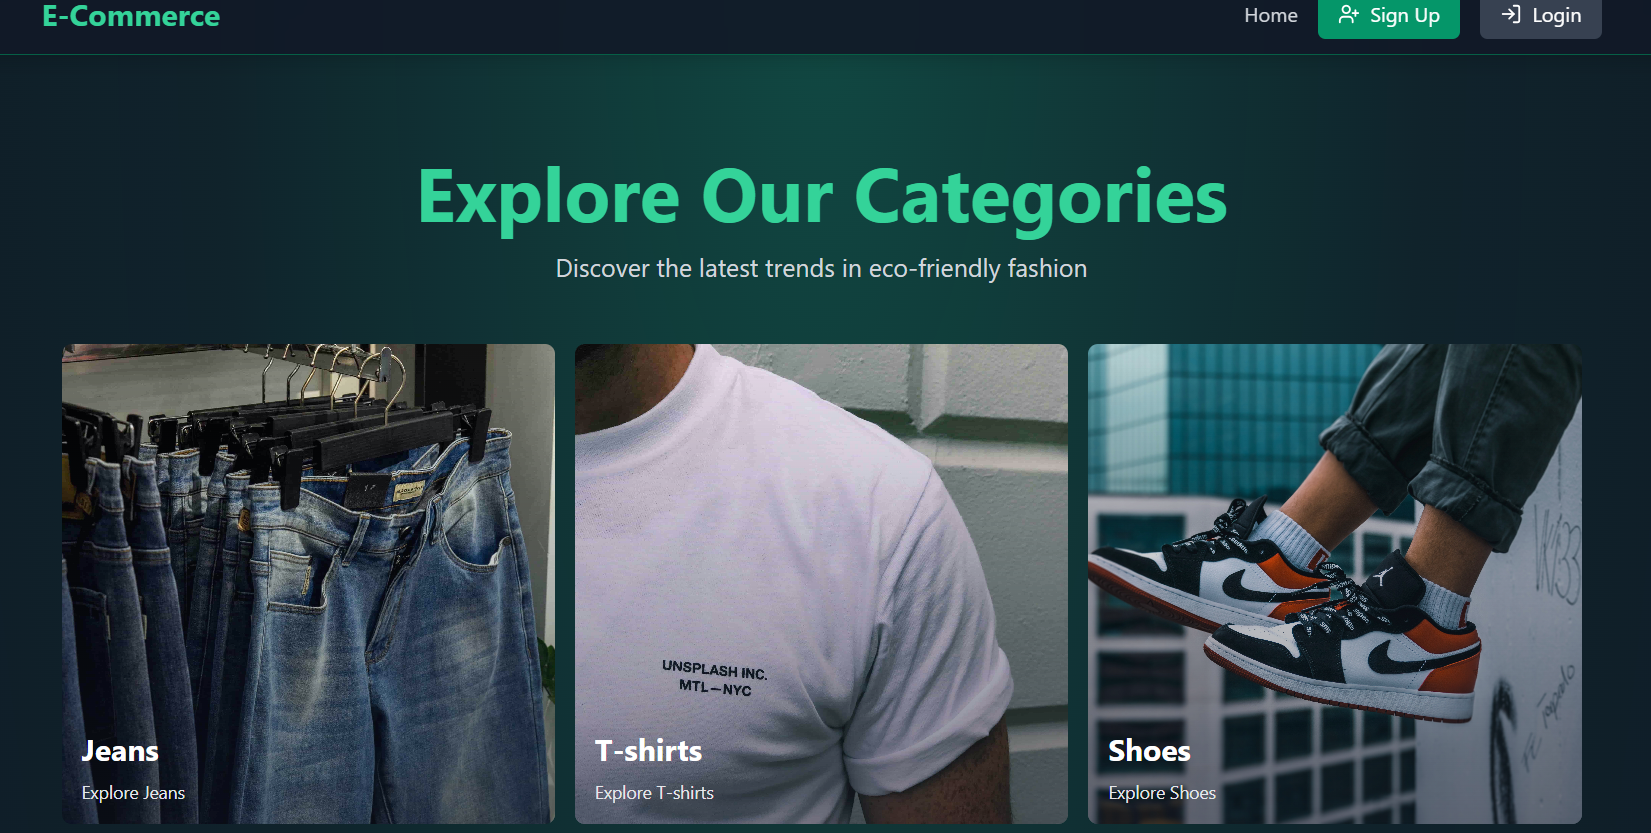 E-Commerce
Home
Sign Up
Login
Explore Our Categories
Discover the latest trends in eco-friendly fashion
UNSPLASH INC.
MTL—NYC
Jeans
Explore Jeans
T-shirts
Explore T-shirts
Shoes
Explore Shoes